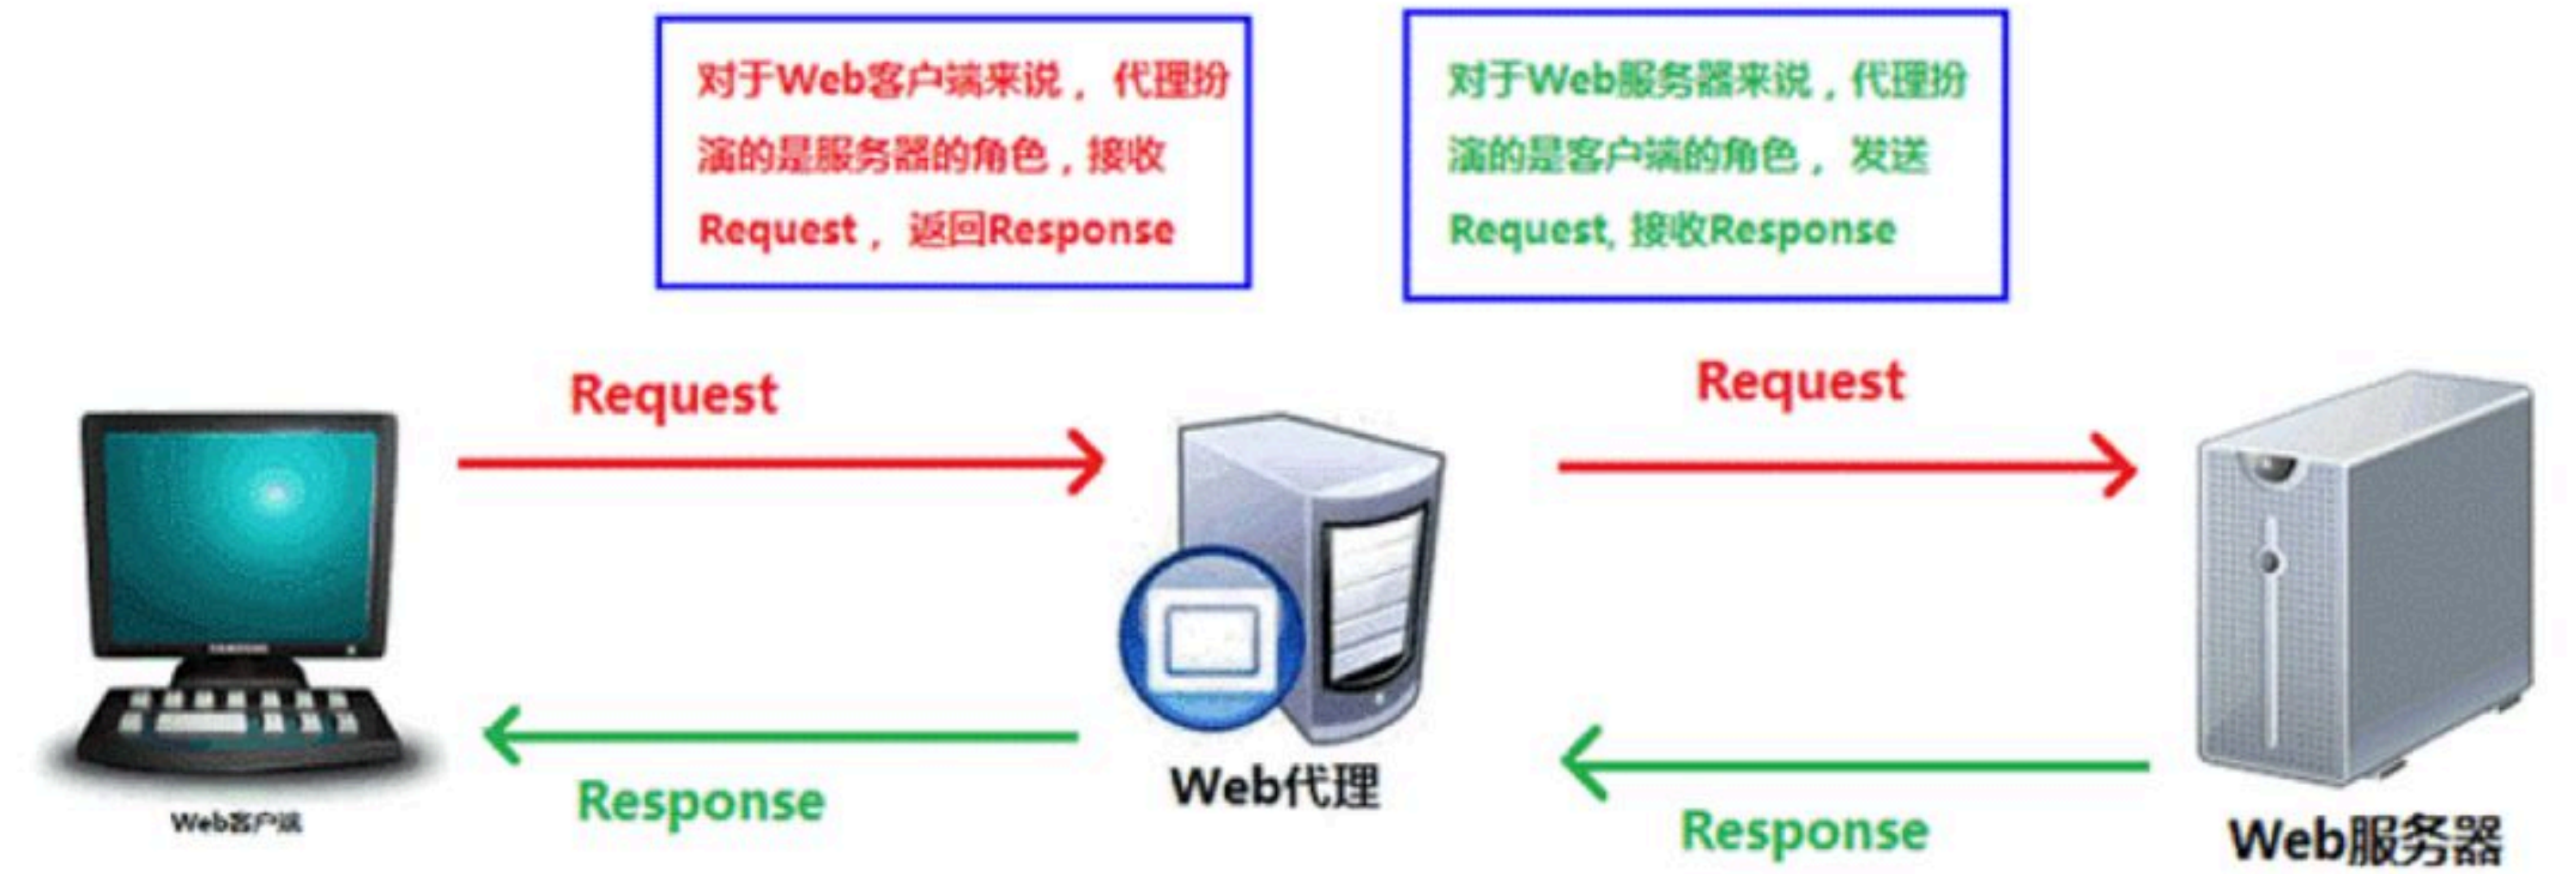 对于Web客户端来说，代理扮
演的是服务器的角色，接收
Request，返回Response
对于Web服务器来说，代理扮
演的是客户端的角色，发送
Request, 接收Response
Request
Request
Response
Response
Web客户端
Web代理
Web服务器